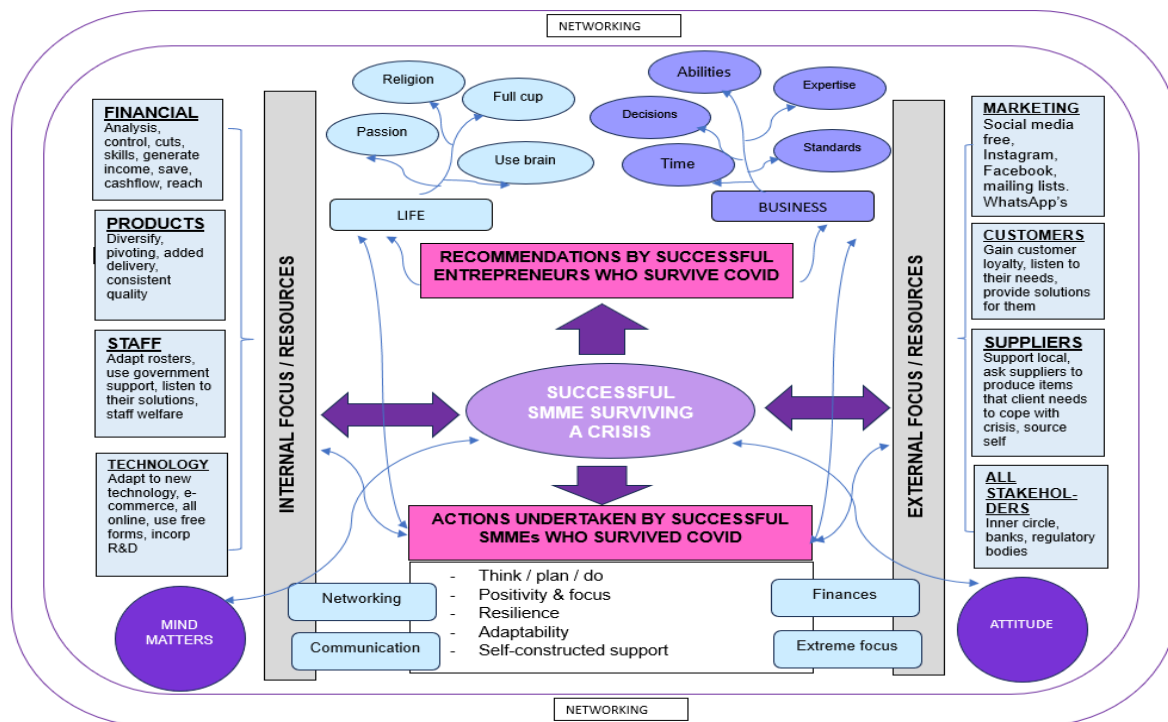 NETWORKING
Religion
Full cup
Passion
Use brain
LIFE
Abilities
Expertise
Decisions
Standards
Time
BUSINESS
FINANCIAL
Analysis,
control, cuts,
skills, generate
income, save,
cashflow, reach
PRODUCTS
Diversify,
pivoting, added
delivery,
consistent
quality
STAFF
Adapt rosters,
use government
support, listen to
their solutions,
staff welfare
TECHNOLOGY
Adapt to new
technology, e-
commerce, all
online, use free
forms, incorp
R&D
MIND
MATTERS
INTERNAL FOCUS / RESOURCES
RECOMMENDATIONS BY SUCCESSFUL
ENTREPRENEURS WHO SURVIVE COVID
SUCCESSFUL
SMME SURVIVING
A CRISIS
ACTIONS UNDERTAKEN BY SUCCESSFUL
SMMEs WHO SURVIVED COVID
- Think / plan / do
- Positivity & focus
- Resilience
- Adaptability
- Self-constructed support
Networking
Communication
Finances
Extreme focus
EXTERNAL FOCUS / RESOURCES
MARKETING
Social media
free,
Instagram,
Facebook,
mailing lists.
WhatsApp's
CUSTOMERS
Gain customer
loyalty, listen to
their needs,
provide solutions
for them
SUPPLIERS
Support local,
ask suppliers to
produce items
that client needs
to cope with
crisis, source
self
ALL
STAKEHOL-
DERS
Inner circle,
banks, regulatory
bodies
ATTITUDE
NETWORKING